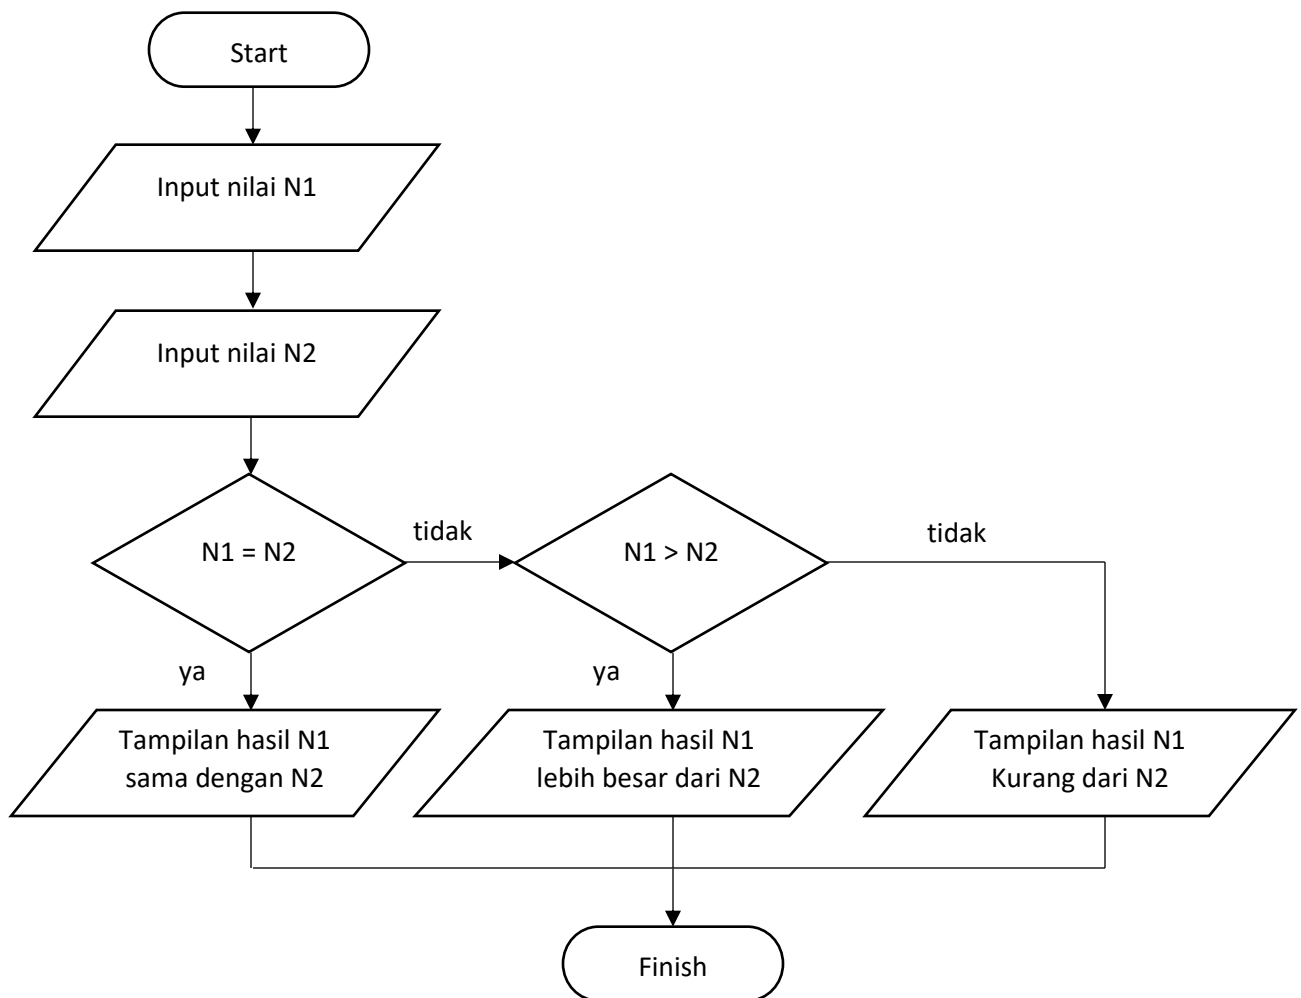 Start
Input nilai N1
Input nilai N2
N1 = N2
tidak
N1 > N2
tidak
ya
ya
Tampilan hasil N1
sama dengan N2
Tampilan hasil N1
lebih besar dari N2
Tampilan hasil N1
Kurang dari N2
Finish